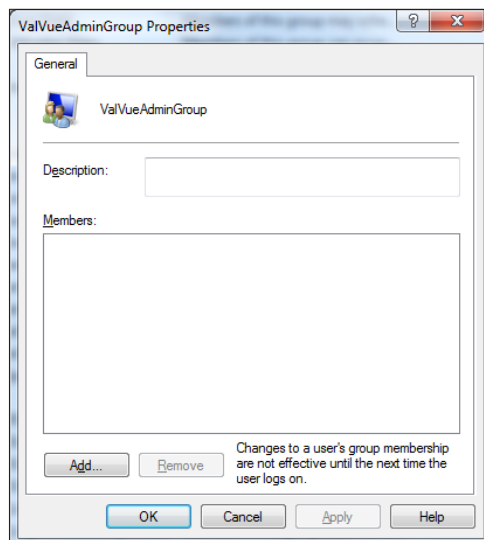 ValVueAdminGroup Properties
General
ValVueAdminGroup
Description:
Members:
Add...
Remove
Changes to a user's group membership
are not effective until the next time the
user logs on.
OK
Cancel
Apply
Help